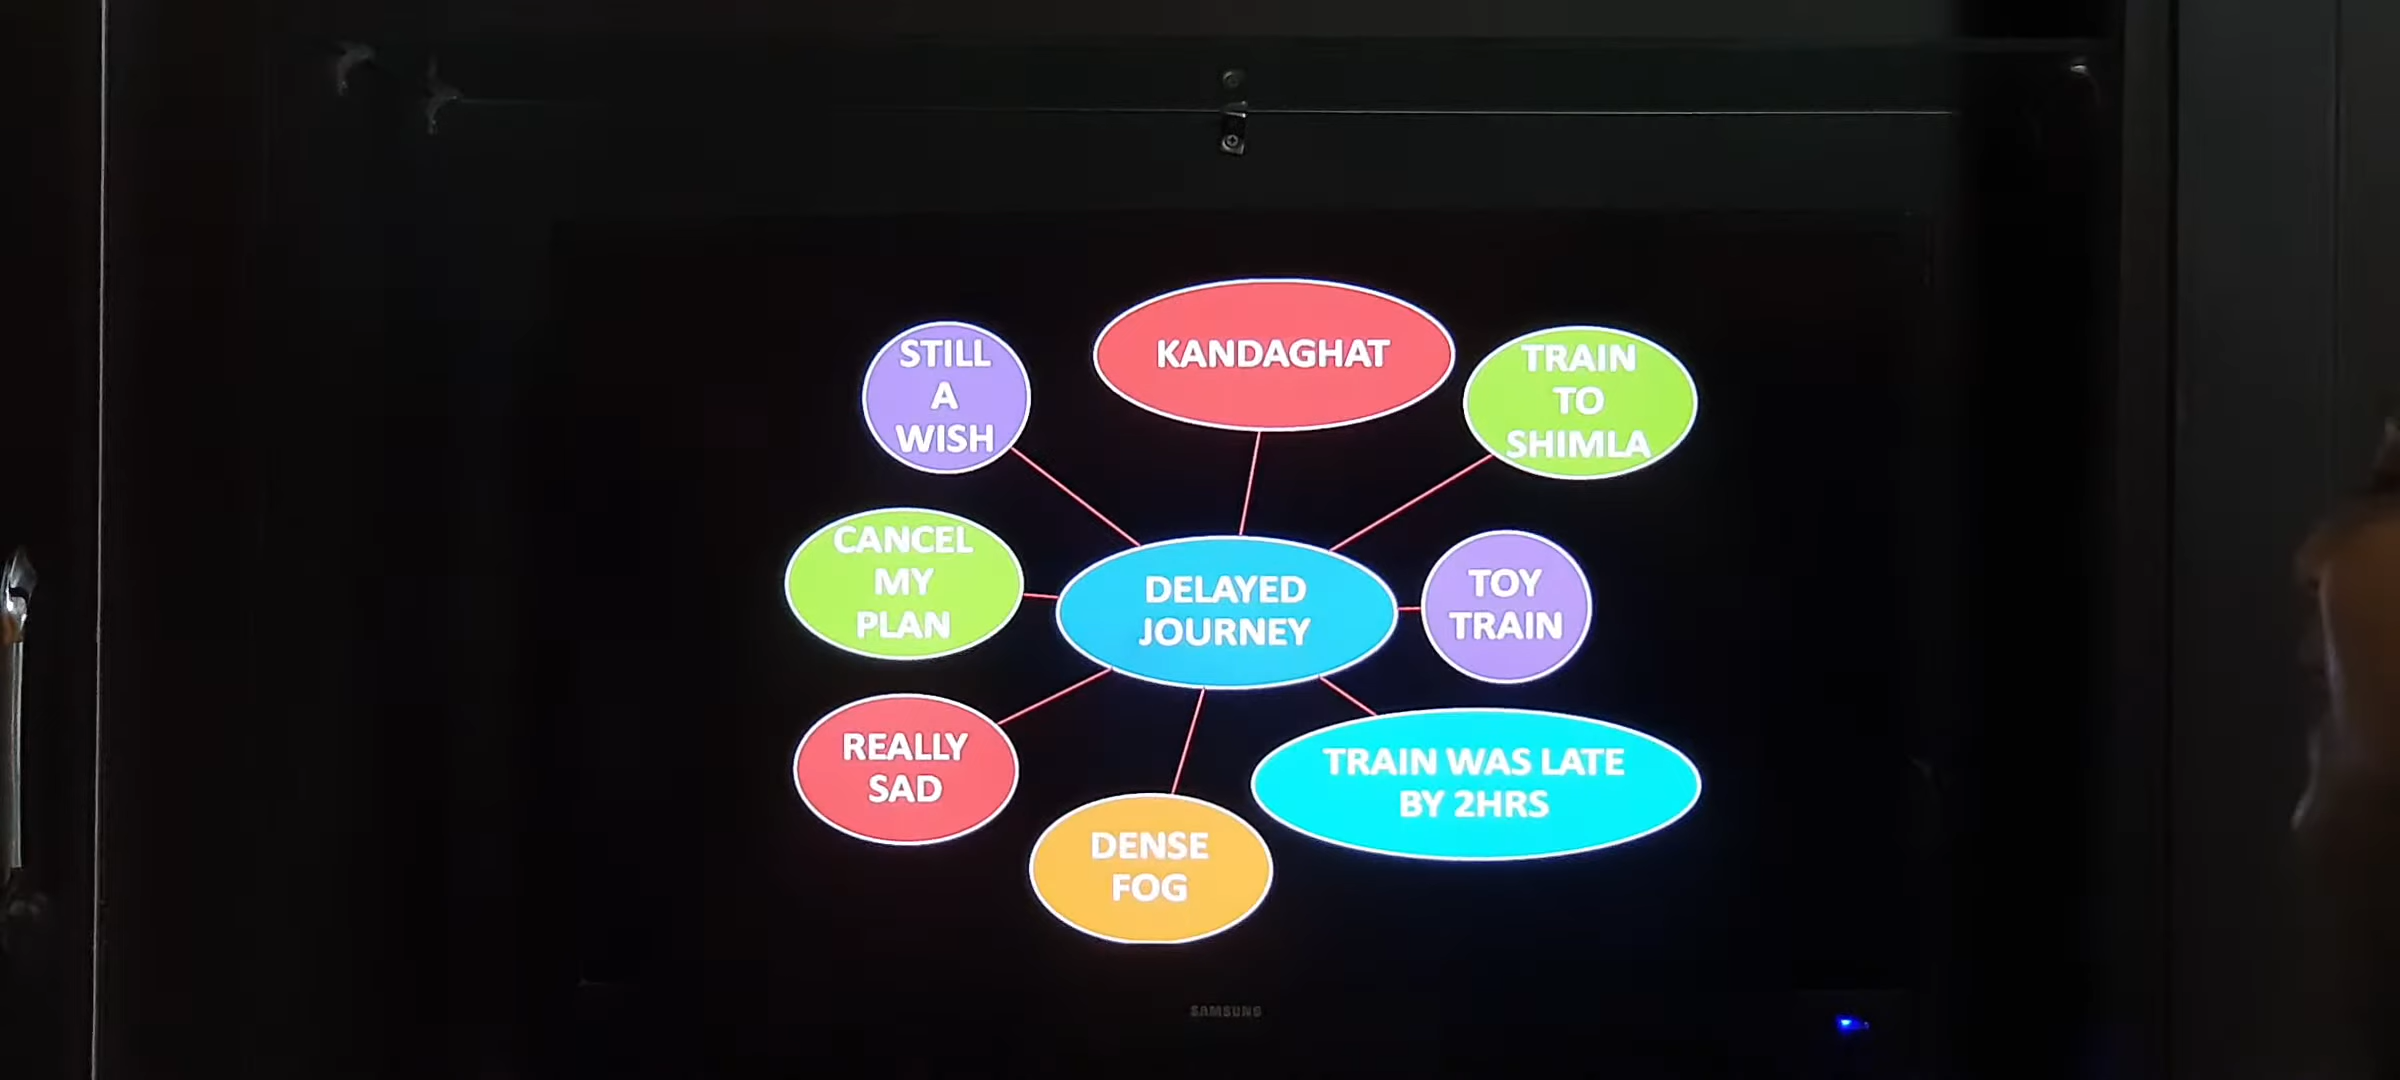 KANDAGHAT
STILL
A
WISH
TRAIN
TO
SHIMLA
CANCEL
MY
PLAN
DELAYED
JOURNEY
TOY
TRAIN
REALLY
SAD
TRAIN WAS LATE
BY 2HRS
DENSE
FOG
SAMSUNG